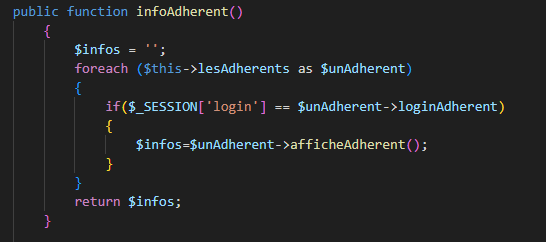 public function infoAdherent()
{
$infos = '';
foreach ($this->lesAdherents as $unAdherent)
{
if($_SESSION['login'] == $unAdherent->loginAdherent)
{
$infos=$unAdherent->afficheAdherent();
}
}
return $infos;
}